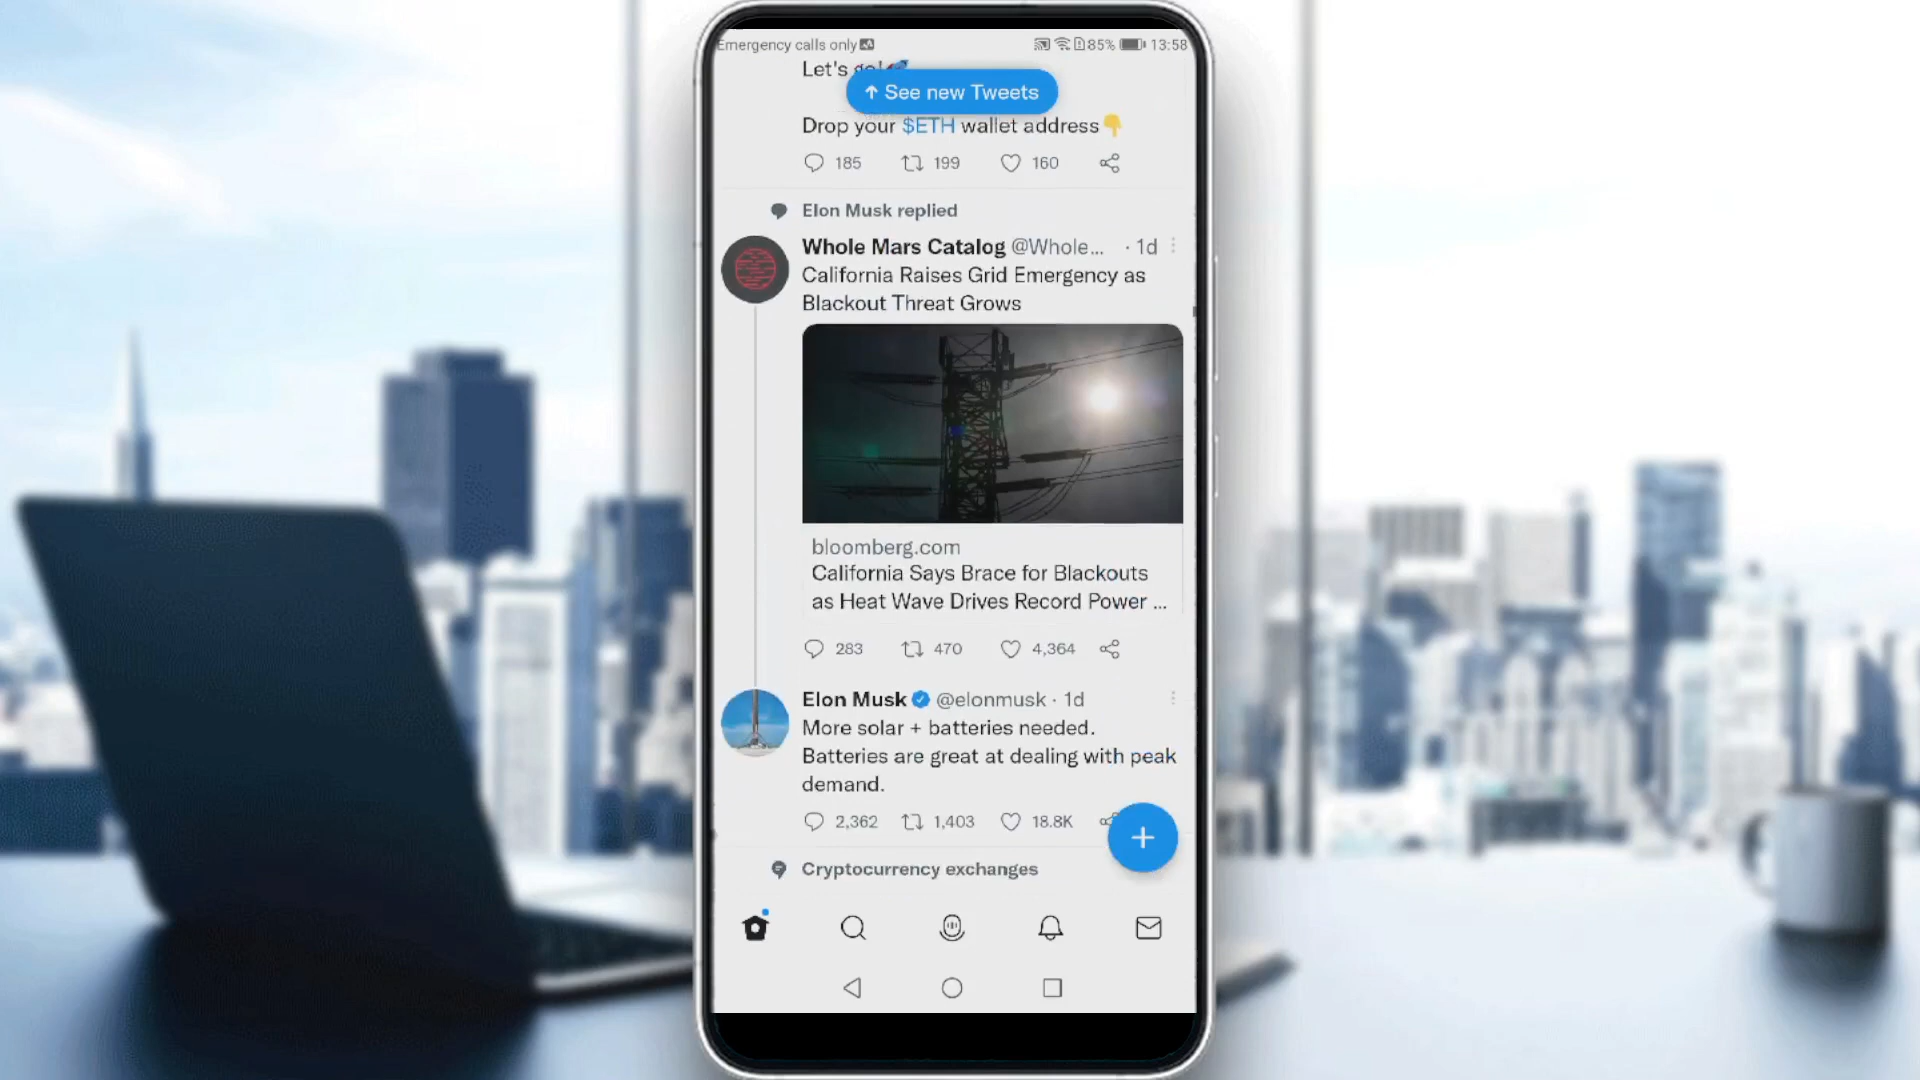 Emergency calls only 85% 13:58
Let's go!
↑ See new Tweets
Drop your $ETH wallet address
185 199 160
Elon Musk replied
Whole Mars Catalog @Whole... · 1d
California Raises Grid Emergency as
Blackout Threat Grows
bloomberg.com
California Says Brace for Blackouts
as Heat Wave Drives Record Power ...
283 470 4,364
Elon Musk @elonmusk · 1d
More solar + batteries needed.
Batteries are great at dealing with peak
demand.
2,362 1,403 18.8K
Cryptocurrency exchanges